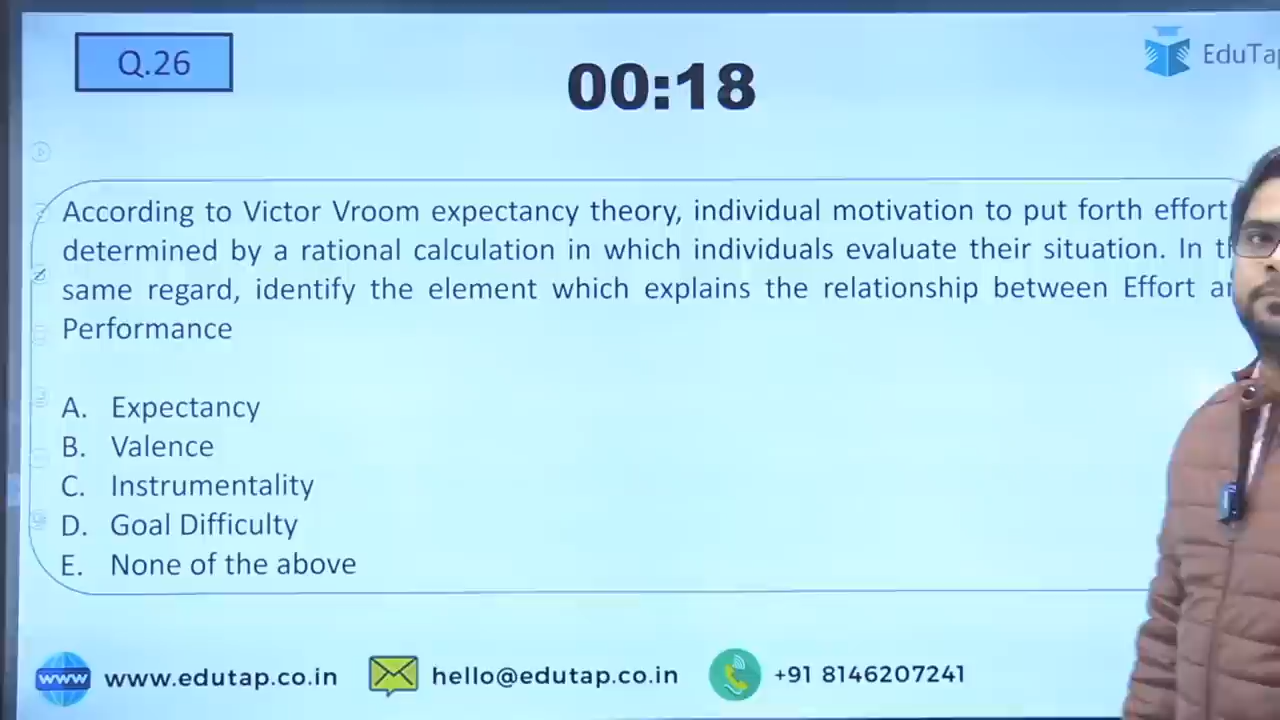 Q.26
00:18
According to Victor Vroom expectancy theory, individual motivation to put forth effort
determined by a rational calculation in which individuals evaluate their situation. In
same regard, identify the element which explains the relationship between Effort
Performance
A. Expectancy
B. Valence
C. Instrumentality
D. Goal Difficulty
E. None of the above
www www.edutap.co.in hello@edutap.co.in +91 8146207241